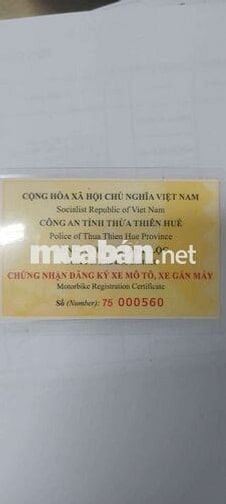 CỘNG HÒA XÃ HỘI CHỦ NGHĨA VIỆT NAM
Socialist Republic of Viet Nam
CÔNG AN TỈNH THỪA THIÊN HUẾ
Police of Thua Thien Hue Province
muaban.net
CHỨNG NHẬN ĐĂNG KÝ XE MÔ TÔ, XE GẮN MÁY
Motorbike Registration Certificate
Số (Number): 75 000560